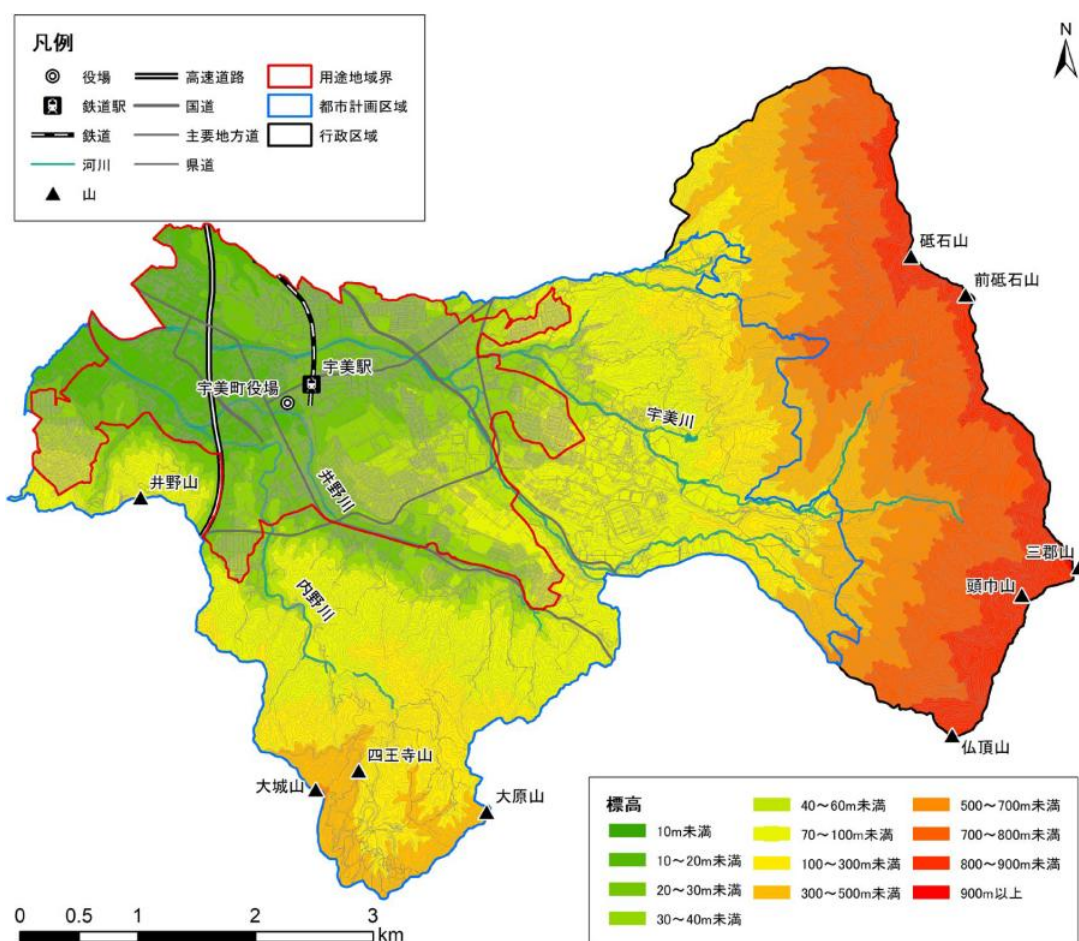 凡例
役場
高速道路
用途地域界
鉄道駅
国道
都市計画区域
鉄道
主要地方道
行政区域
河川
県道
山
N
砥石山
前砥石山
宇美駅
宇美町役場
宇美川
井野川
井野山
三郡山
頭巾山
内野川
仏頂山
四王寺山
大城山
大原山
標高
10m未満
10～20m未満
20～30m未満
30～40m未満
40～60m未満
70～100m未満
100～300m未満
300～500m未満
500～700m未満
700～800m未満
800～900m未満
900m以上
0 0.5 1 2 3
km